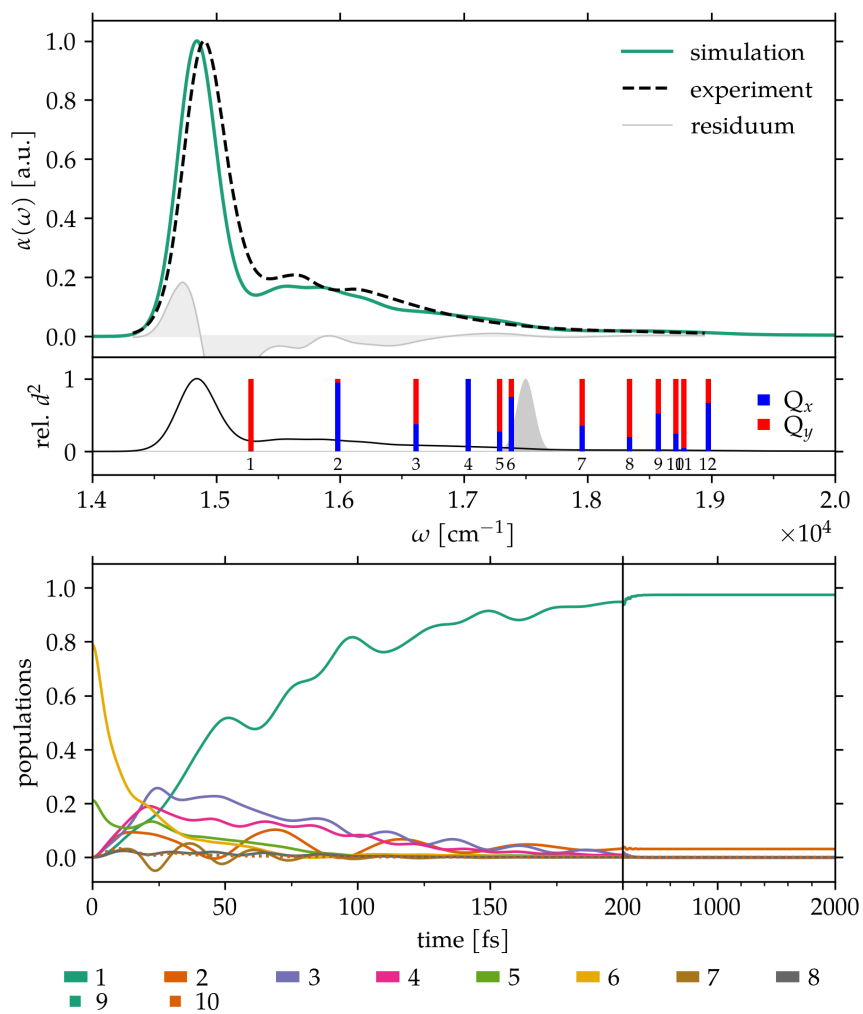 1.0
0.8
0.6
0.4
0.2
0.0
α(ω) [a.u.]
simulation
experiment
residuum
1
0
rel. d²
Qₓ
Qᵧ
1 2 3 4 5 6 7 8 9 10 11 12
1.4 1.5 1.6 1.7 1.8 1.9 2.0
ω [cm⁻¹]
×10⁴
1.0
0.8
0.6
0.4
0.2
0.0
populations
0 50 100 150 200 1000 2000
time [fs]
1 2 3 4 5 6 7 8
9 10